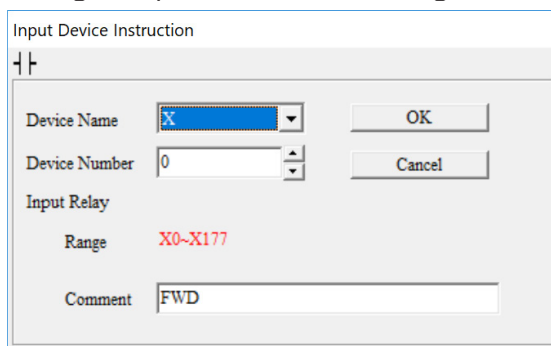 Input Device Instruction
Device Name X OK
Device Number 0 Cancel
Input Relay
Range X0~X177
Comment FWD